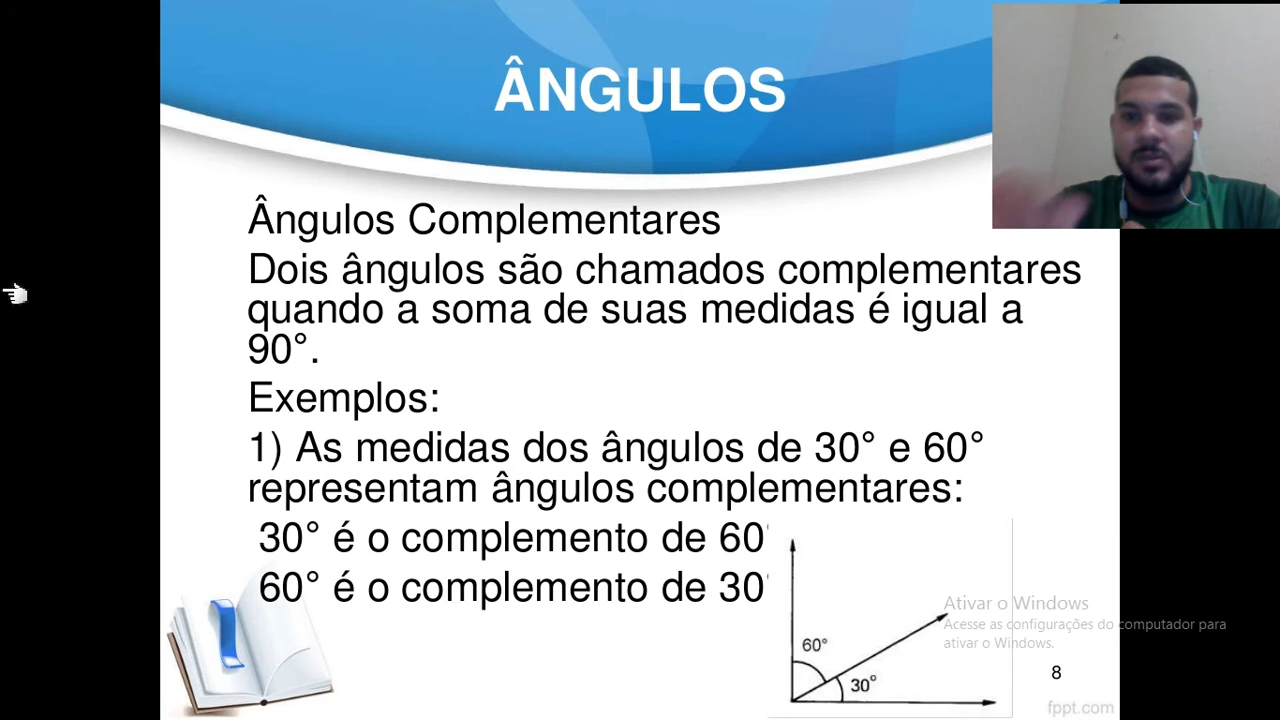 ÂNGULOS
Ângulos Complementares
Dois ângulos são chamados complementares
quando a soma de suas medidas é igual a
90°.
Exemplos:
1) As medidas dos ângulos de 30° e 60°
representam ângulos complementares:
30° é o complemento de 60°
60° é o complemento de 30°
60°
30°
Ativar o Windows
Acesse as configurações do computador para
ativar o Windows.
8
fppt.com